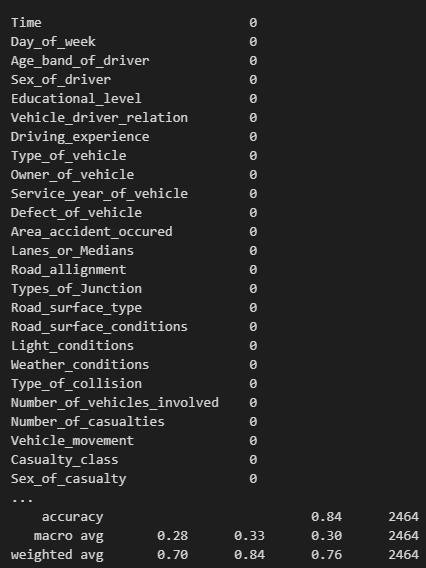 Time 0
Day_of_week 0
Age_band_of_driver 0
Sex_of_driver 0
Educational_level 0
Vehicle_driver_relation 0
Driving_experience 0
Type_of_vehicle 0
Owner_of_vehicle 0
Service_year_of_vehicle 0
Defect_of_vehicle 0
Area_accident_occured 0
Lanes_or_Medians 0
Road_allignment 0
Types_of_Junction 0
Road_surface_type 0
Road_surface_conditions 0
Light_conditions 0
Weather_conditions 0
Type_of_collision 0
Number_of_vehicles_involved 0
Number_of_casualties 0
Vehicle_movement 0
Casualty_class 0
Sex_of_casualty 0
...
accuracy 0.84 2464
macro avg 0.28 0.33 0.30 2464
weighted avg 0.70 0.84 0.76 2464